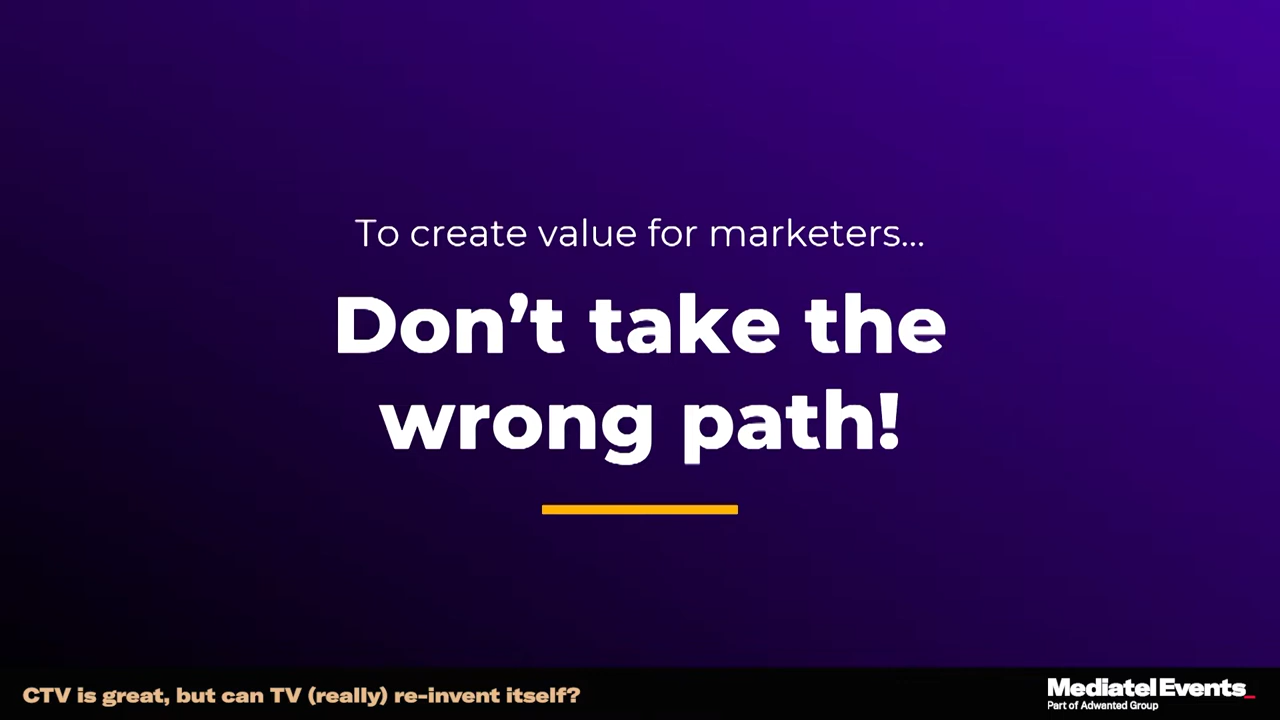 To create value for marketers...
Don’t take the
wrong path!
CTV is great, but can TV (really) re-invent itself?
Mediatel Events_
Part of Adwanted Group